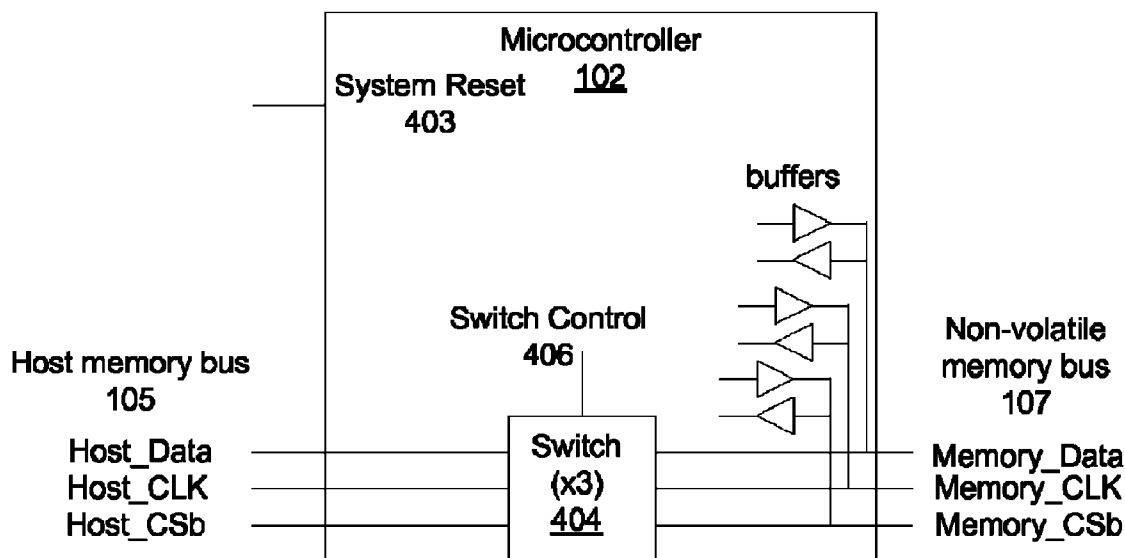 Microcontroller
102
System Reset
403
buffers
Switch Control
406
Host memory bus
105
Non-volatile
memory bus
107
Host_Data
Host_CLK
Host_CSb
Switch
(x3)
404
Memory_Data
Memory_CLK
Memory_CSb